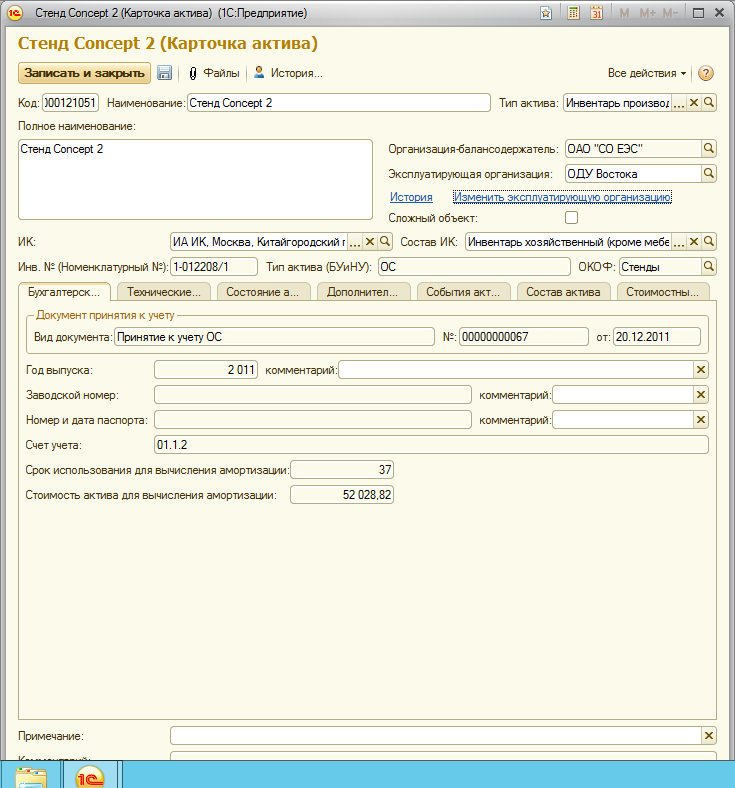 Стенд Concept 2 (Карточка актива) (1С:Предприятие)
31 M M+ M-
Стенд Concept 2 (Карточка актива)
Записать и закрыть Файлы История... Все действия ?
Код: 000121051 Наименование: Стенд Concept 2 Тип актива: Инвентарь производ ...
Полное наименование:
Стенд Concept 2
Организация-балансодержатель: ОАО "СО ЕЭС"
Эксплуатирующая организация: ОДУ Востока
История Изменить эксплуатирующую организацию
Сложный объект:
ИК: ИА ИК, Москва, Китайгородский п ... Состав ИК: Инвентарь хозяйственный (кроме мебе ...
Инв. № (Номенклатурный №): 1-012208/1 Тип актива (БУиНУ): ОС ОКОФ: Стенды
Бухгалтерск... Технические... Состояние а... Дополнител... События акт... Состав актива Стоимостны...
Документ принятия к учету
Вид документа: Принятие к учету ОС №: 00000000067 от: 20.12.2011
Год выпуска: 2 011 комментарий:
Заводской номер: комментарий:
Номер и дата паспорта: комментарий:
Счет учета: 01.1.2
Срок использования для вычисления амортизации: 37
Стоимость актива для вычисления амортизации: 52 028,82
Примечание:
Комментарий:
1С